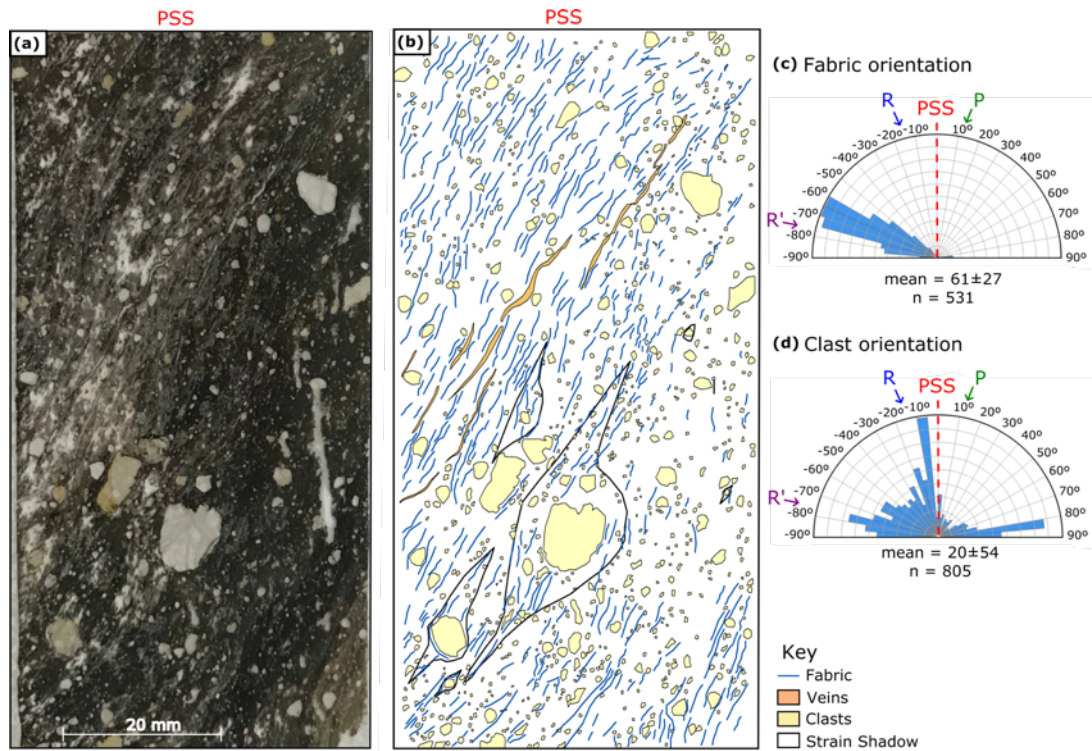 PSS
(a)
20 mm
PSS
(b)
(c) Fabric orientation
R
PSS
P
-50º
-40º
-30º
-20º
-10º
10º
20º
30º
40º
50º
-60º
60º
-70º
70º
R'
-80º
80º
-90º
90º
mean = 61±27
n = 531
(d) Clast orientation
R
PSS
P
-50º
-40º
-30º
-20º
-10º
10º
20º
30º
40º
50º
-60º
60º
-70º
70º
R'
-80º
80º
-90º
90º
mean = 20±54
n = 805
Key
Fabric
Veins
Clasts
Strain Shadow